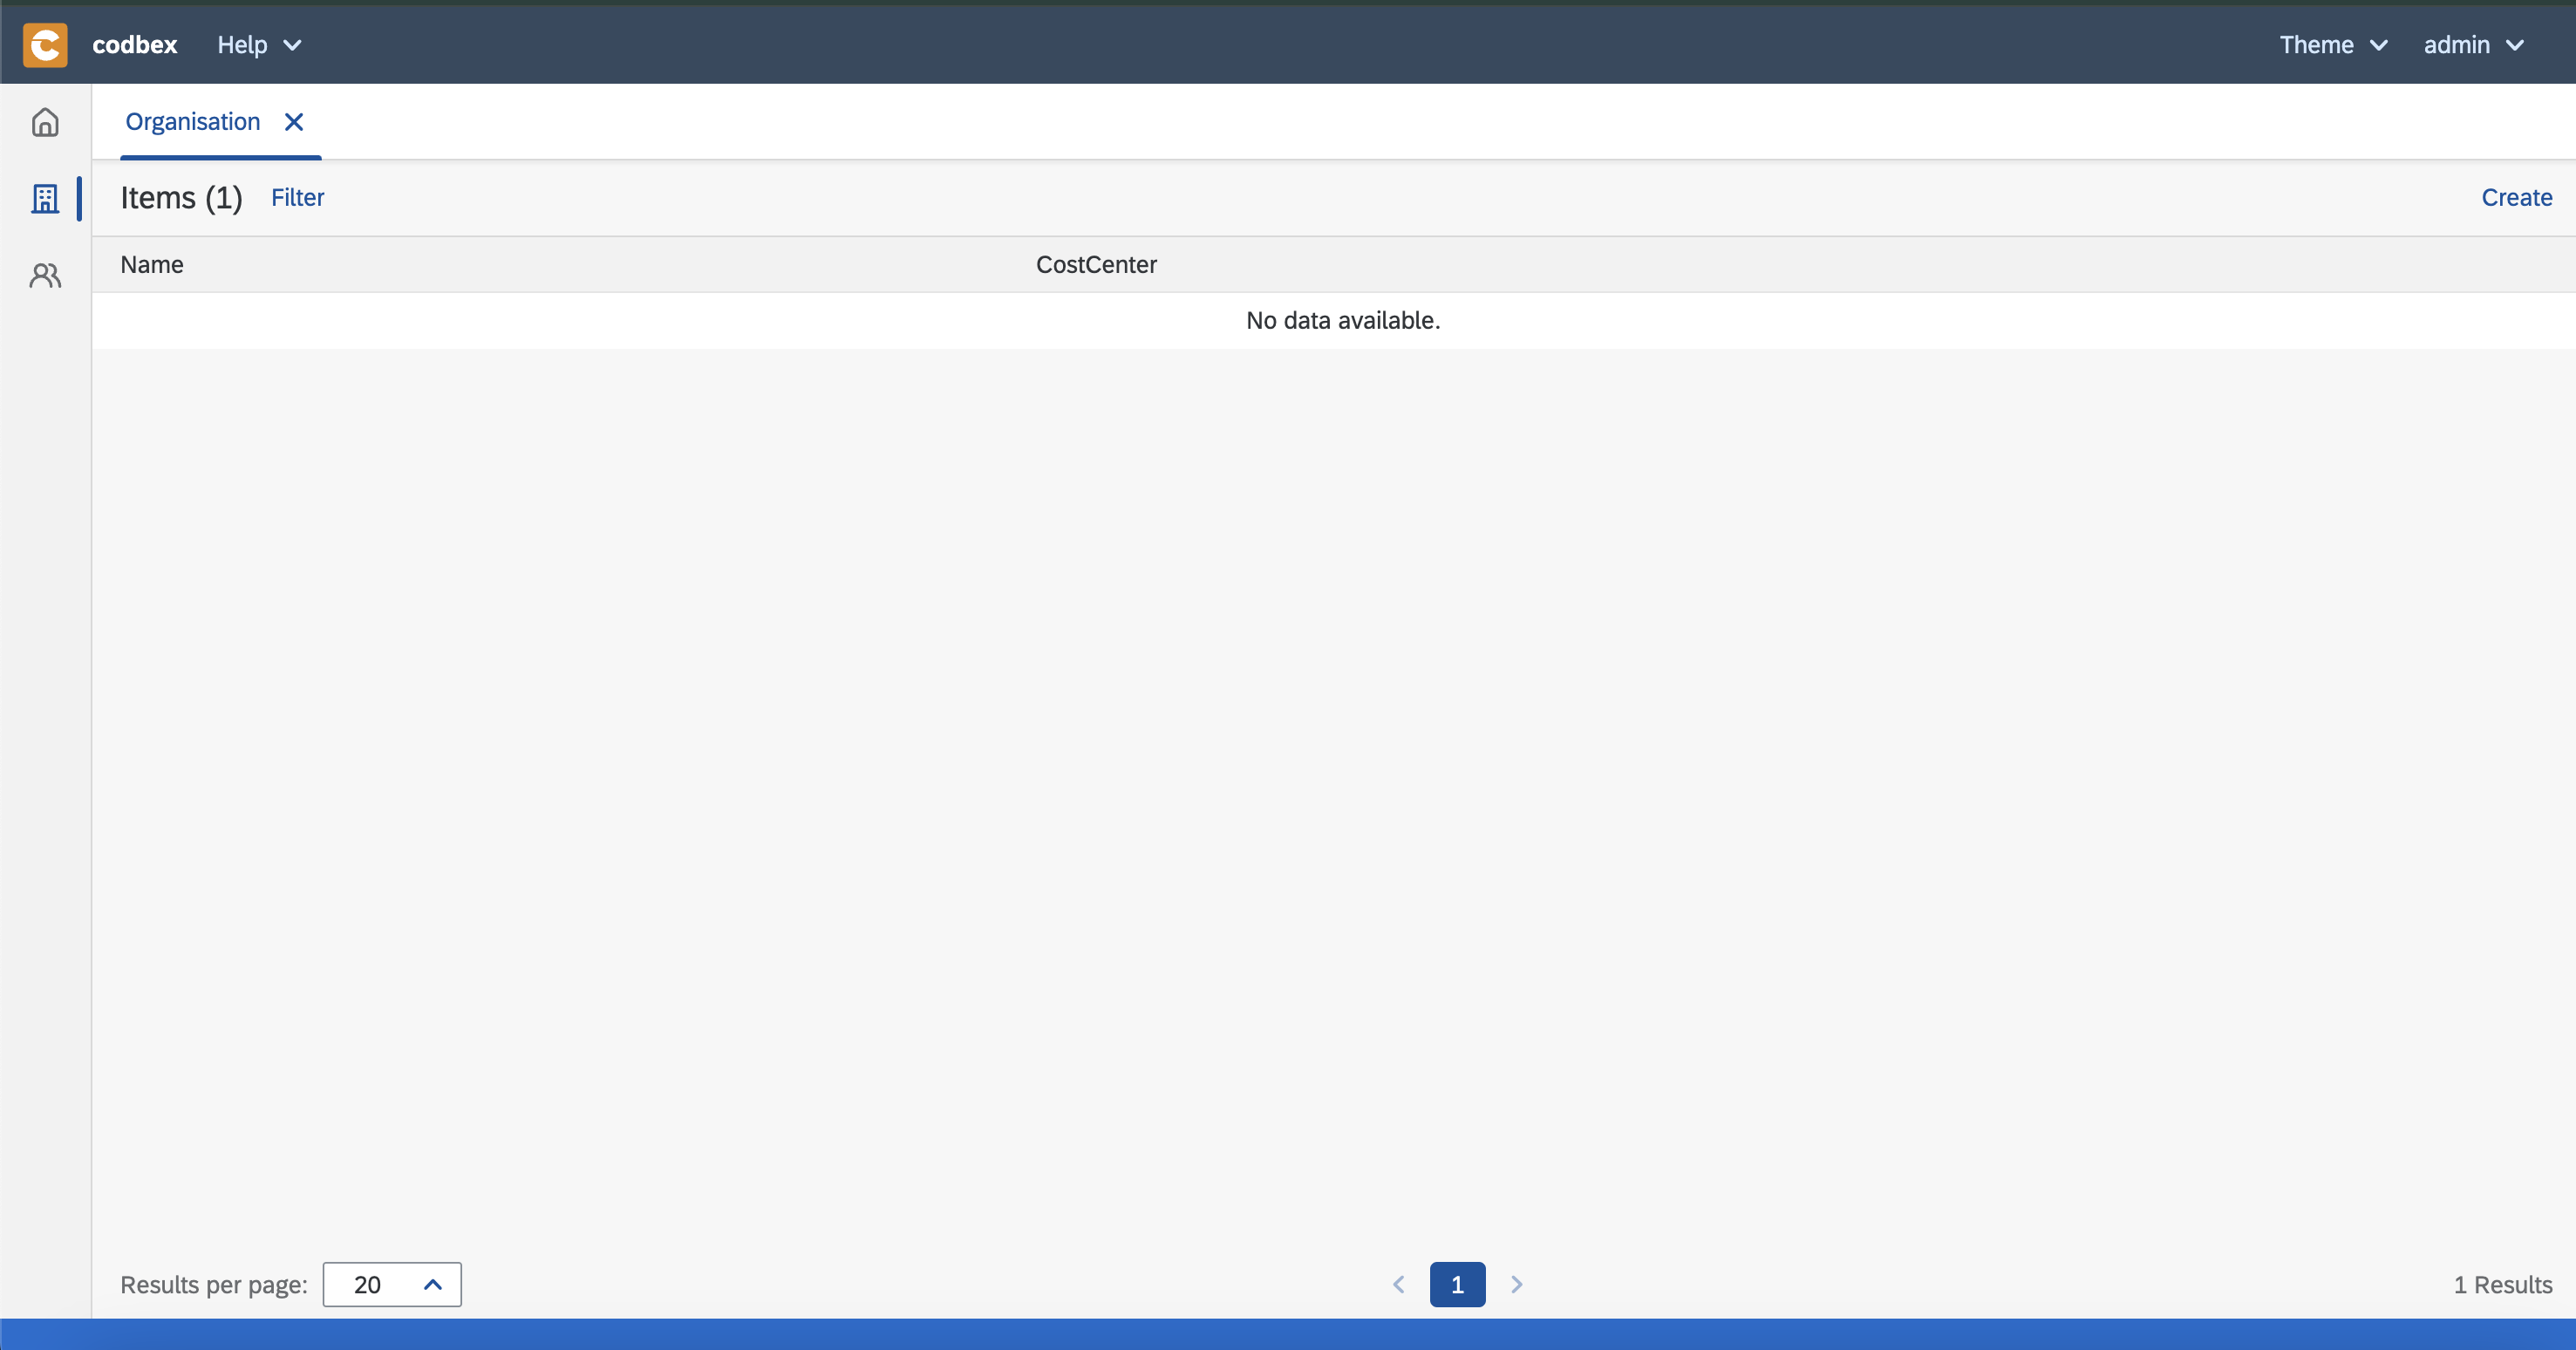 codbex Help Theme admin
Organisation
Items (1) Filter Create
Name CostCenter
No data available.
Results per page: 20 1 1 Results